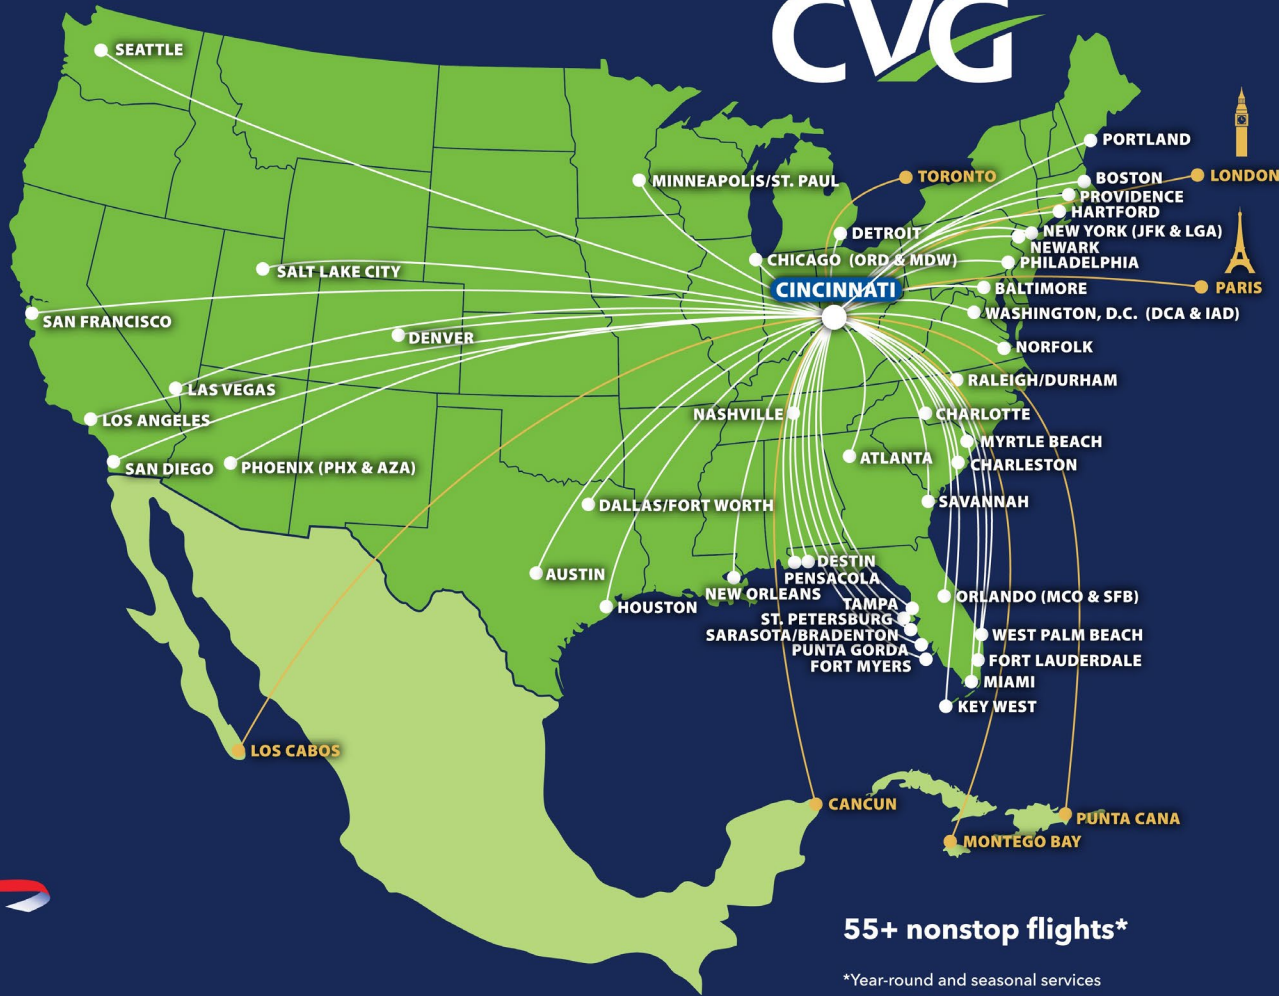 CVG
SEATTLE
PORTLAND
MINNEAPOLIS/ST. PAUL
TORONTO
BOSTON
LONDON
PROVIDENCE
HARTFORD
DETROIT
NEW YORK (JFK & LGA)
NEWARK
CHICAGO (ORD & MDW)
PHILADELPHIA
SALT LAKE CITY
CINCINNATI
BALTIMORE
PARIS
SAN FRANCISCO
WASHINGTON, D.C. (DCA & IAD)
DENVER
NORFOLK
LAS VEGAS
RALEIGH/DURHAM
LOS ANGELES
NASHVILLE
CHARLOTTE
MYRTLE BEACH
SAN DIEGO
PHOENIX (PHX & AZA)
ATLANTA
CHARLESTON
DALLAS/FORT WORTH
SAVANNAH
DESTIN
AUSTIN
PENSACOLA
NEW ORLEANS
HOUSTON
TAMPA
ORLANDO (MCO & SFB)
ST. PETERSBURG
SARASOTA/BRADENTON
WEST PALM BEACH
PUNTA GORDA
FORT MYERS
FORT LAUDERDALE
MIAMI
KEY WEST
LOS CABOS
CANCUN
PUNTA CANA
MONTEGO BAY
55+ nonstop flights*
*Year-round and seasonal services